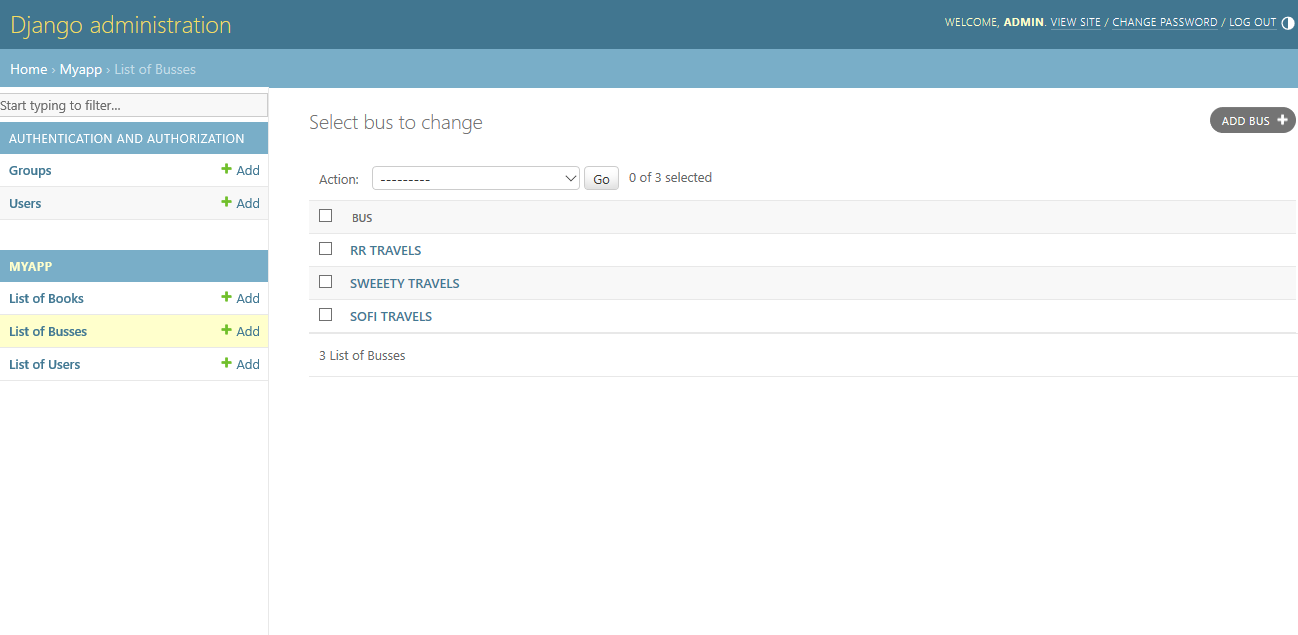 Django administration
WELCOME, ADMIN. VIEW SITE / CHANGE PASSWORD / LOG OUT
Home › Myapp › List of Busses
Start typing to filter...
AUTHENTICATION AND AUTHORIZATION
Groups + Add
Users + Add
MYAPP
List of Books + Add
List of Busses + Add
List of Users + Add
Select bus to change
ADD BUS +
Action: --------- Go 0 of 3 selected
BUS
RR TRAVELS
SWEEETY TRAVELS
SOFI TRAVELS
3 List of Busses